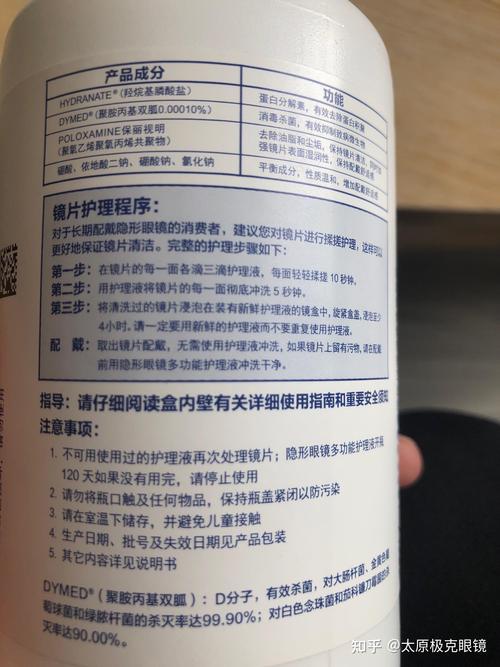 产品成分
功能
HYDRANATE®(羟烷基膦酸盐)
蛋白分解素，有效去除蛋白
DYMED®(聚胺丙基双胍0.00010%)
消毒杀菌，有效抑制致病微生物
POLOXAMINE保丽视明
(聚氧乙烯聚氧丙烯共聚物)
去除油脂和尘垢，保持镜片清洁
强镜片表面湿润性，保持配戴舒适感
硼酸、依地酸二钠、硼酸钠、氯化钠
平衡成分，性质温和，增加配戴舒适感
镜片护理程序：
对于长期配戴隐形眼镜的消费者，建议您对镜片进行揉搓护理，这样可以
更好地保证镜片清洁。完整的护理步骤如下：
第一步：在镜片的每一面各滴三滴护理液，每面轻轻揉搓10秒钟。
第二步：用护理液将镜片的每一面彻底冲洗5秒钟。
第三步：将清洗过的镜片浸泡在装有新鲜护理液的镜盒中，旋紧盒盖，浸泡至少
4小时，请一定要用新鲜的护理液而不要重复使用护理液。
配 戴：取出镜片配戴，无需使用护理液冲洗，如果镜片上留有污物，请在配戴
前用隐形眼镜多功能护理液冲洗干净。
指导：请仔细阅读盒内壁有关详细使用指南和重要安全须知
注意事项：
1. 不可用使用过的护理液再次处理镜片；隐形眼镜多功能护理液开瓶
120天如果没有用完，请停止使用
2. 请勿将瓶口触及任何物品，保持瓶盖紧闭以防污染
3. 请在室温下储存，并避免儿童接触
4. 生产日期、批号及失效日期见产品包装
5. 其它内容详见说明书
DYMED®(聚胺丙基双胍)：D分子，有效杀菌，对大肠杆菌、金黄色葡
萄球菌和绿脓杆菌的杀灭率达99.90%；对白色念珠菌和茄科镰刀霉菌的杀
灭率达90.00%。
知乎 @太原极克眼镜